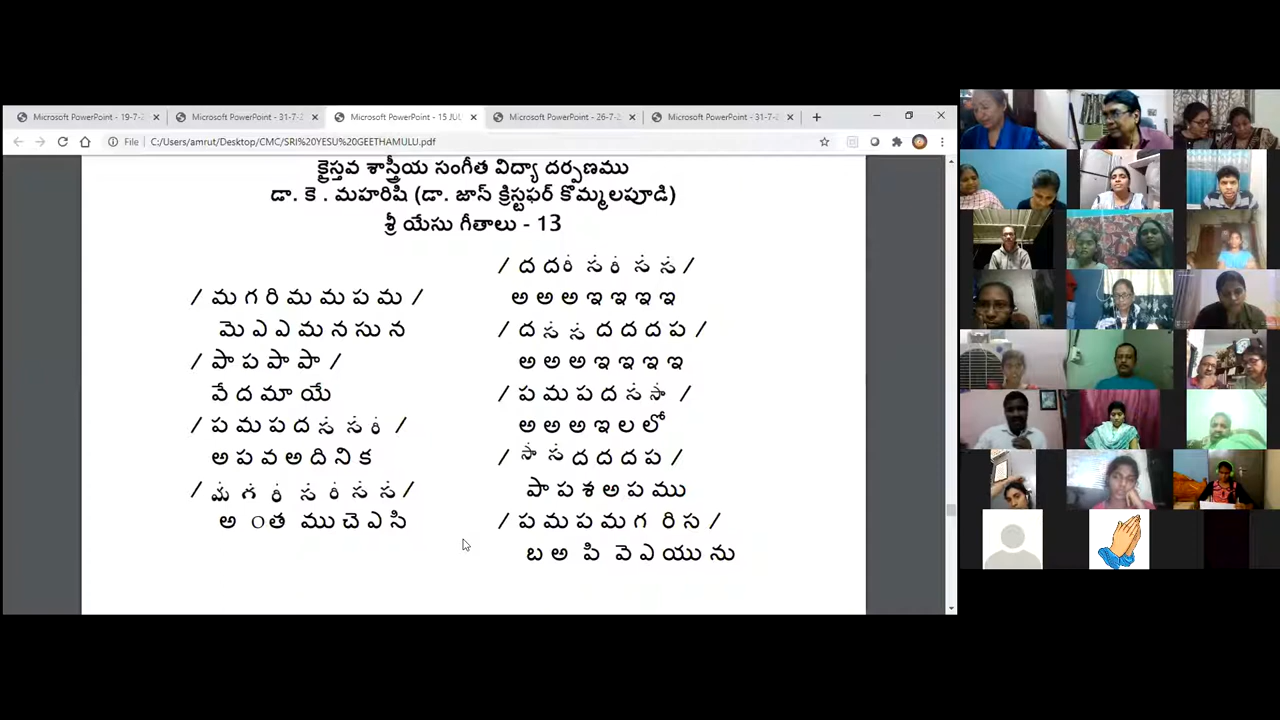 Microsoft PowerPoint - 19-7-2
Microsoft PowerPoint - 31-7-2
Microsoft PowerPoint - 15 JUL
Microsoft PowerPoint - 26-7-2
Microsoft PowerPoint - 31-7-2
File C:/Users/amrut/Desktop/CMC/SRI%20YESU%20GEETHAMULU.pdf
క్రైస్తవ శాస్త్రీయ సంగీత విద్యా దర్పణము
డా. కె . మహరిషి (డా. జాస్ క్రిస్టఫర్ కొమ్మలపూడి)
శ్రీ యేసు గీతాలు - 13
/ మ గ రి మ మ ప మ /
మె ఎ ఎ మ న సు న
/ పా ప పా పా /
వే ద మా యే
/ ప మ ప ద సં సં రિં /
అ ప వ అ ది ని క
/ మં గં రిં సં రిં సં సં /
అ ం త ము చె ఎ సి
/ ద ద రిં సં రిં సં సં /
అ అ అ ఇ ఇ ఇ ఇ
/ ద సં సં ద ద ద ప /
అ అ అ ఇ ఇ ఇ ఇ
/ ప మ ప ద సં సాં /
అ అ అ ఇ ల లో
/ సాં సં ద ద ద ప /
పా ప శ అ ప ము
/ ప మ ప మ గ రి స /
బ అ పి వె ఎ యు ను